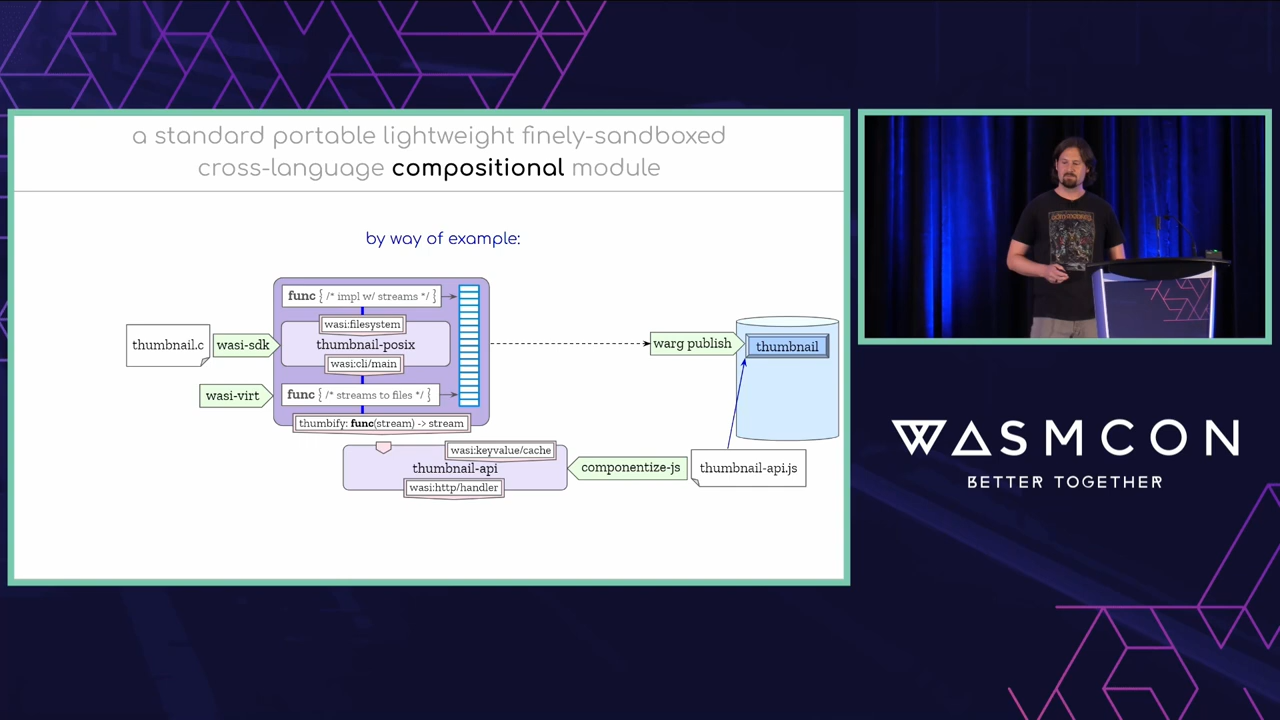 a standard portable lightweight finely-sandboxed
cross-language compositional module
by way of example:
func { /* impl w/ streams */ }
wasi:filesystem
thumbnail.c
wasi-sdk
thumbnail-posix
warg publish
thumbnail
wasi:cli/main
wasi-virt
func { /* streams to files */ }
thumbify: func(stream) -> stream
wasi:keyvalue/cache
thumbnail-api
componentize-js
thumbnail-api.js
wasi:http/handler
WASMCON
BETTER TOGETHER